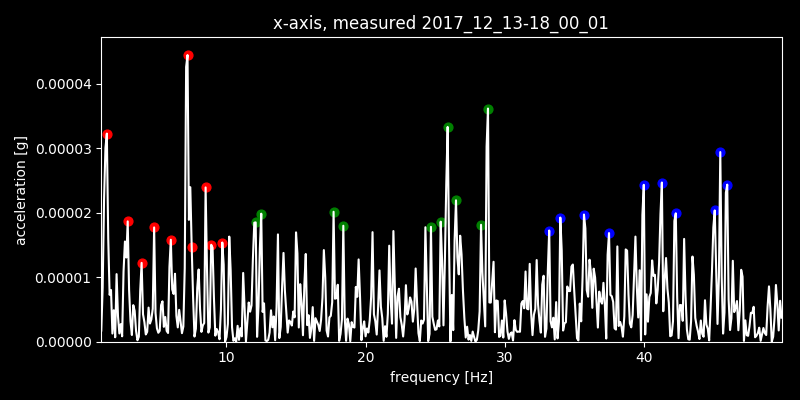 x-axis, measured 2017_12_13-18_00_01
acceleration [g]
0.00004
0.00003
0.00002
0.00001
0.00000
10 20 30 40
frequency [Hz]